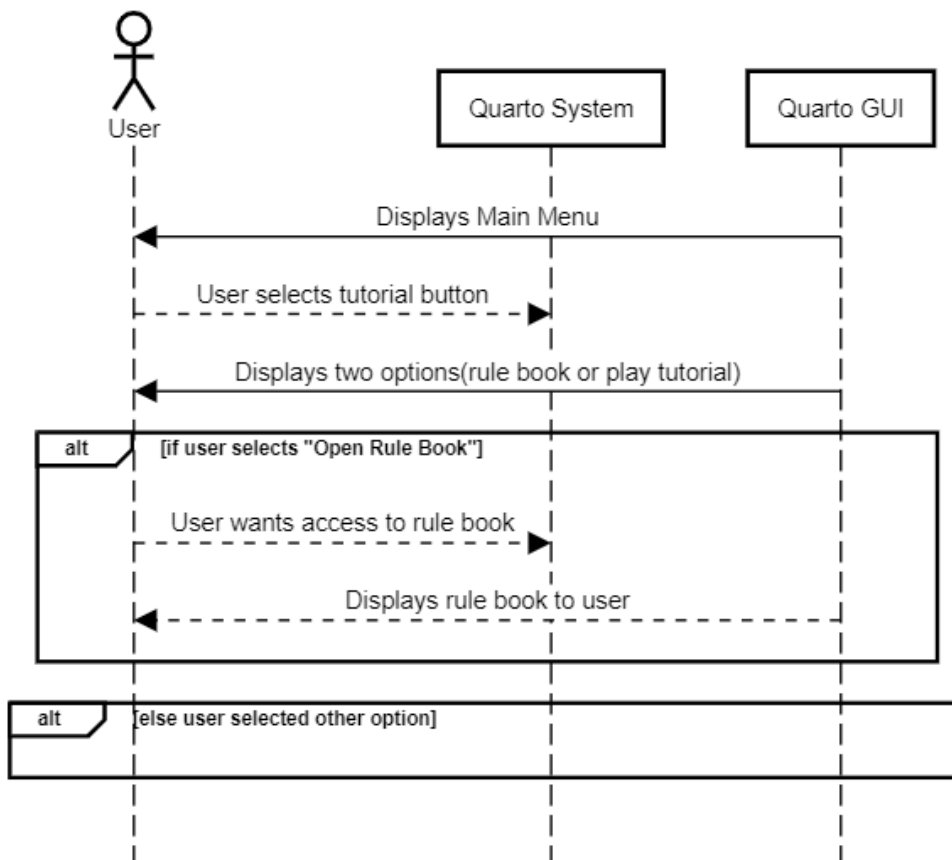 User
Quarto System
Quarto GUI
Displays Main Menu
User selects tutorial button
Displays two options(rule book or play tutorial)
alt
[if user selects "Open Rule Book"]
User wants access to rule book
Displays rule book to user
alt
[else user selected other option]